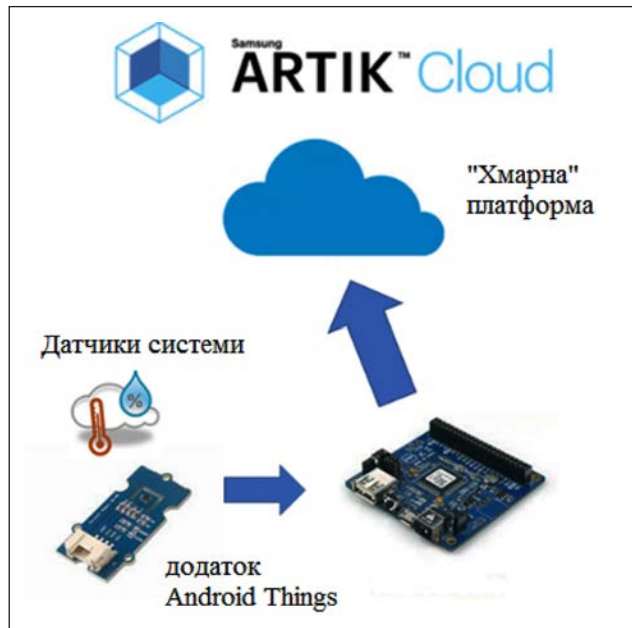 Samsung
ARTIK™ Cloud
"Хмарна"
платформа
Датчики системи
%
додаток
Android Things